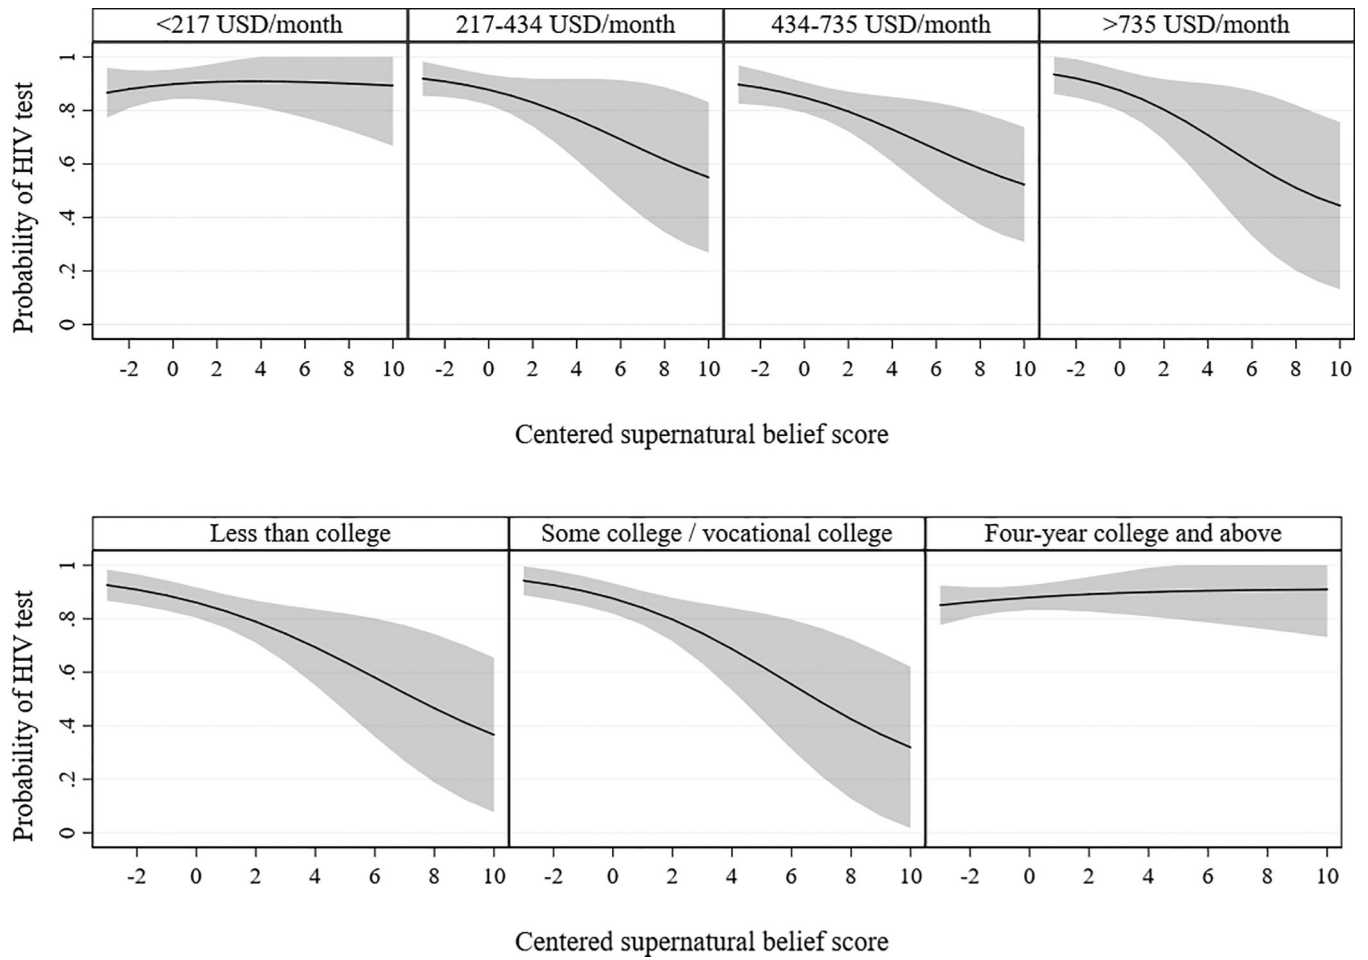 <217 USD/month 217-434 USD/month 434-735 USD/month >735 USD/month
Probability of HIV test
1
.8
.6
.4
.2
0
-2 0 2 4 6 8 10 -2 0 2 4 6 8 10 -2 0 2 4 6 8 10 -2 0 2 4 6 8 10
Centered supernatural belief score
Less than college Some college / vocational college Four-year college and above
Probability of HIV test
1
.8
.6
.4
.2
0
-2 0 2 4 6 8 10 -2 0 2 4 6 8 10 -2 0 2 4 6 8 10
Centered supernatural belief score